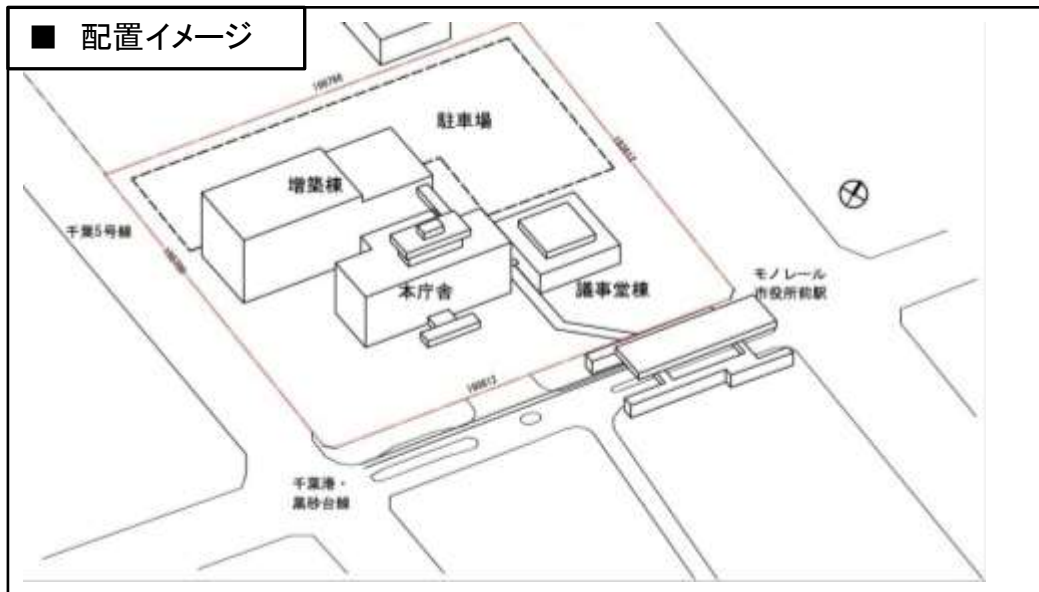 ■ 配置イメージ
駐車場
増築棟
千葉5号線
本庁舎
議事堂棟
モノレール
市役所前駅
千葉港・
黒砂台線